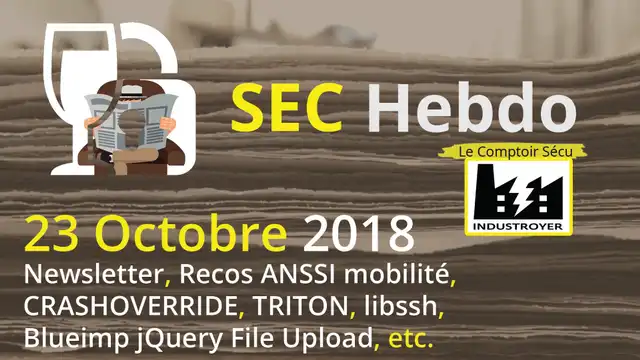 SEC Hebdo
Le Comptoir Sécu
INDUSTROYER
23 Octobre 2018
Newsletter, Recos ANSSI mobilité,
CRASHOVERRIDE, TRITON, libssh,
Blueimp jQuery File Upload, etc.